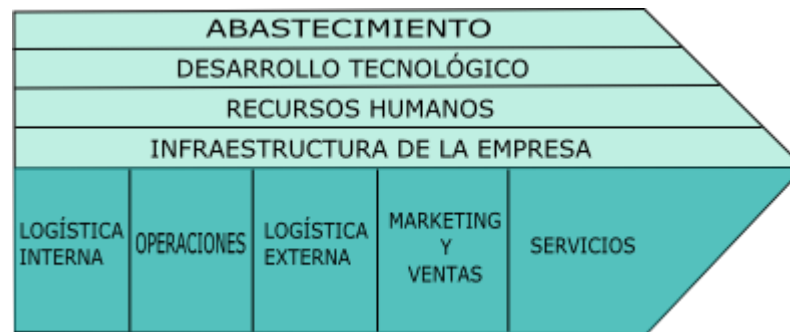 ABASTECIMIENTO
DESARROLLO TECNOLÓGICO
RECURSOS HUMANOS
INFRAESTRUCTURA DE LA EMPRESA
LOGÍSTICA
INTERNA
OPERACIONES
LOGÍSTICA
EXTERNA
MARKETING
Y
VENTAS
SERVICIOS